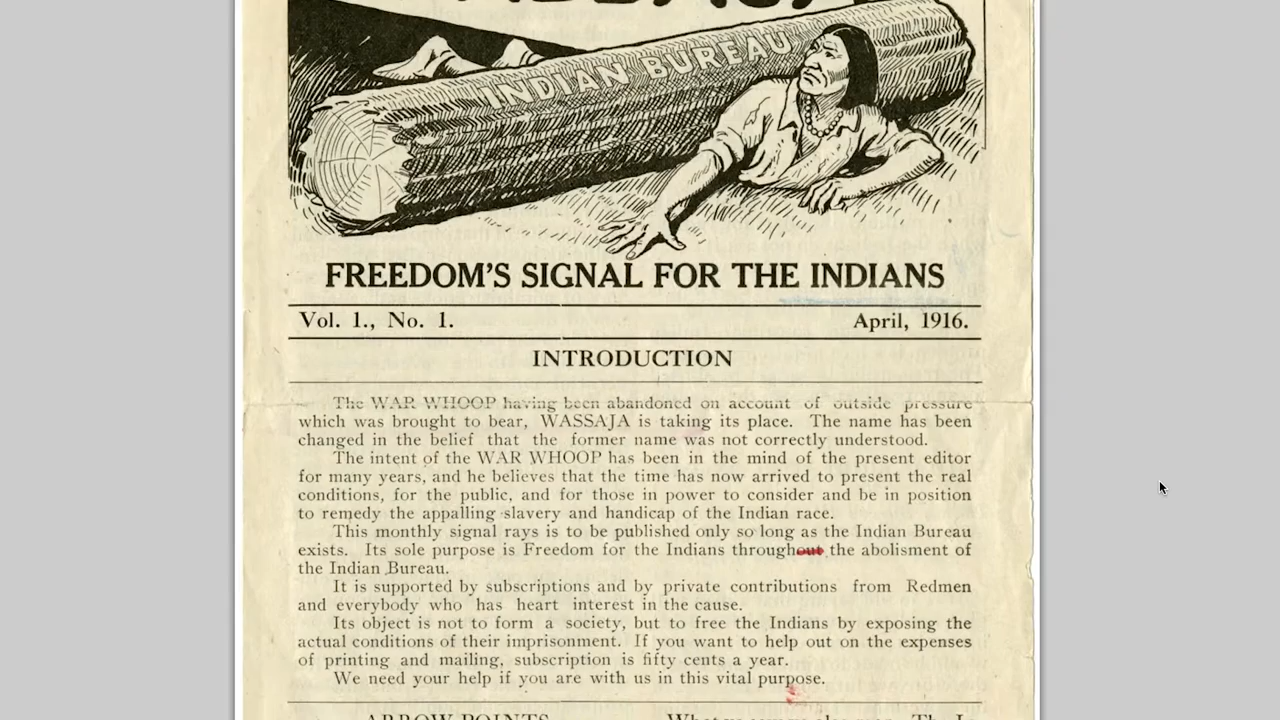 INDIAN BUREAU
FREEDOM'S SIGNAL FOR THE INDIANS
Vol. 1., No. 1. April, 1916.
INTRODUCTION
The WAR WHOOP having been abandoned on account of outside pressure
which was brought to bear, WASSAJA is taking its place. The name has been
changed in the belief that the former name was not correctly understood.
The intent of the WAR WHOOP has been in the mind of the present editor
for many years, and he believes that the time has now arrived to present the real
conditions, for the public, and for those in power to consider and be in position
to remedy the appalling slavery and handicap of the Indian race.
This monthly signal rays is to be published only so long as the Indian Bureau
exists. Its sole purpose is Freedom for the Indians throughout the abolisment of
the Indian Bureau.
It is supported by subscriptions and by private contributions from Redmen
and everybody who has heart interest in the cause.
Its object is not to form a society, but to free the Indians by exposing the
actual conditions of their imprisonment. If you want to help out on the expenses
of printing and mailing, subscription is fifty cents a year.
We need your help if you are with us in this vital purpose.
ARROW POINTS